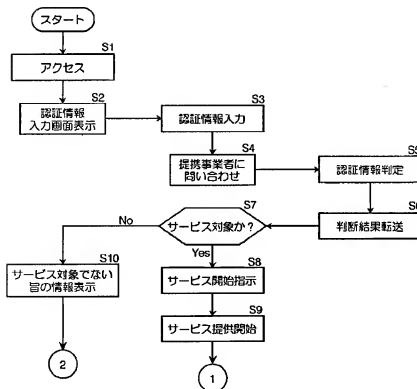 スタート
S1
アクセス
S2
認証情報
入力画面表示
S3
認証情報入力
S4
提携事業者に
問い合わせ
S5
認証情報判定
S6
判断結果転送
S7
サービス対象か?
No
Yes
S10
サービス対象でない
旨の情報表示
S8
サービス開始指示
S9
サービス提供開始
2
1